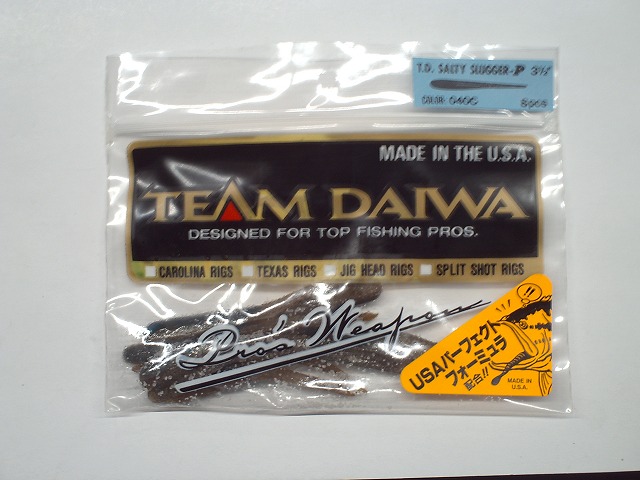 T.D. SALTY SLUGGER-P 3½"
COLOR: 040C 8pcs
MADE IN THE U.S.A.
TEAM DAIWA
DESIGNED FOR TOP FISHING PROS.
CAROLINA RIGS TEXAS RIGS JIG HEAD RIGS SPLIT SHOT RIGS
Pro's Weapon
!!
USAパーフェクト
フォーミュラ
配合!!
MADE IN
U.S.A.